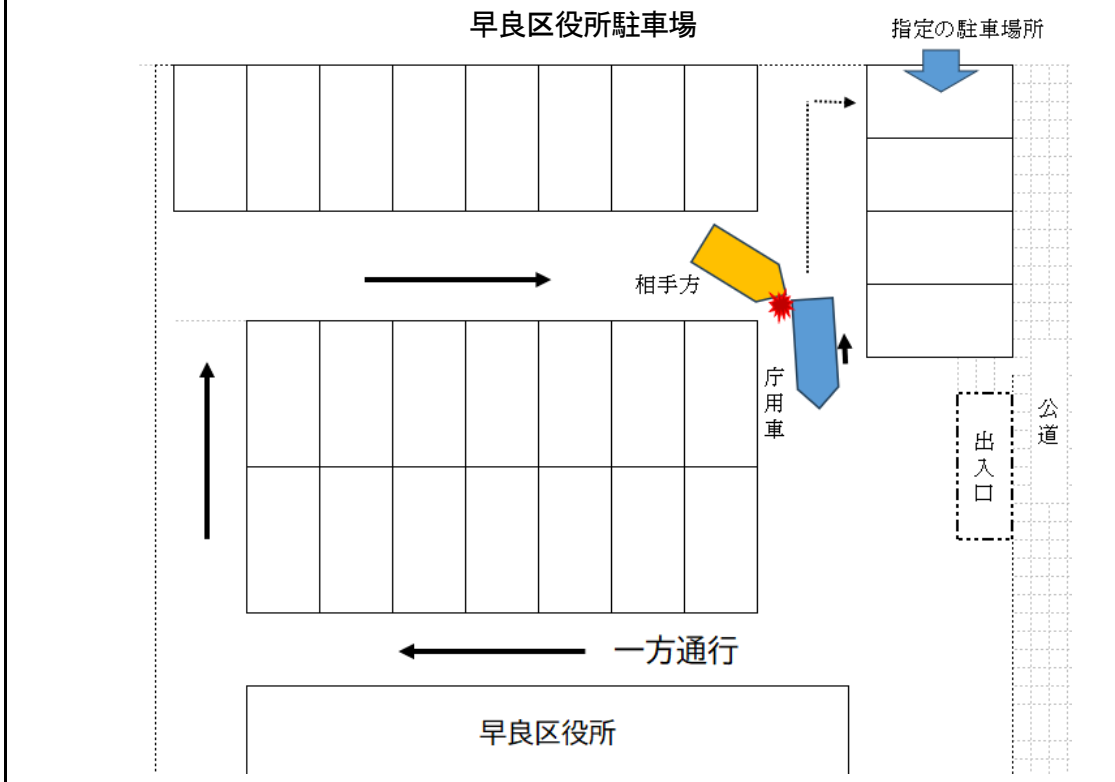 早良区役所駐車場
指定の駐車場所
相手方
庁用車
公道
出入口
一方通行
早良区役所